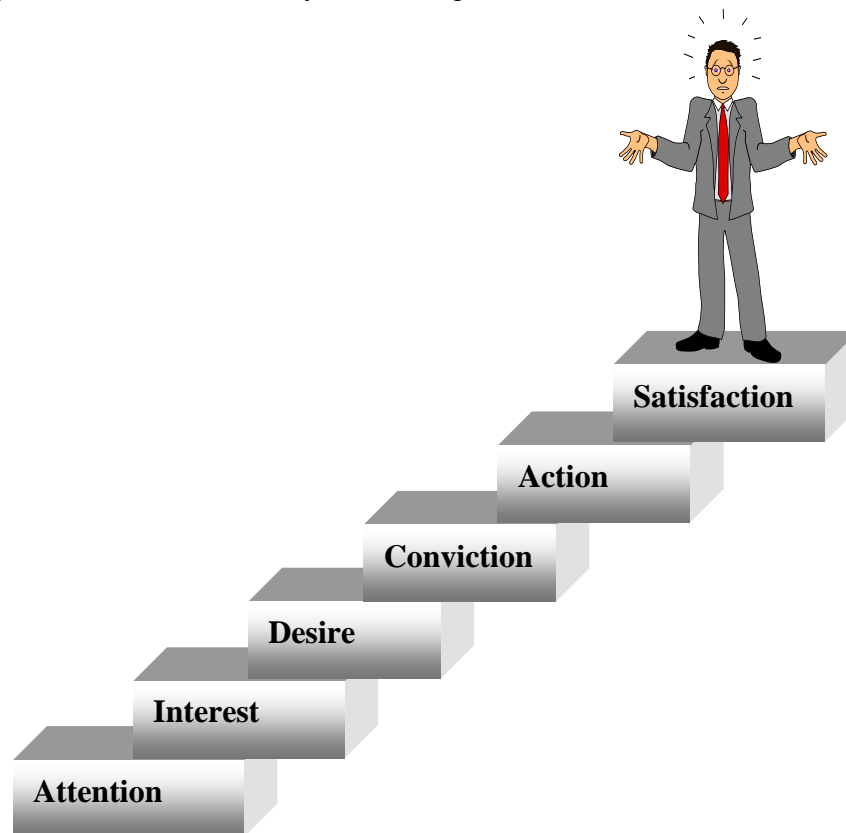 Satisfaction
Action
Conviction
Desire
Interest
Attention